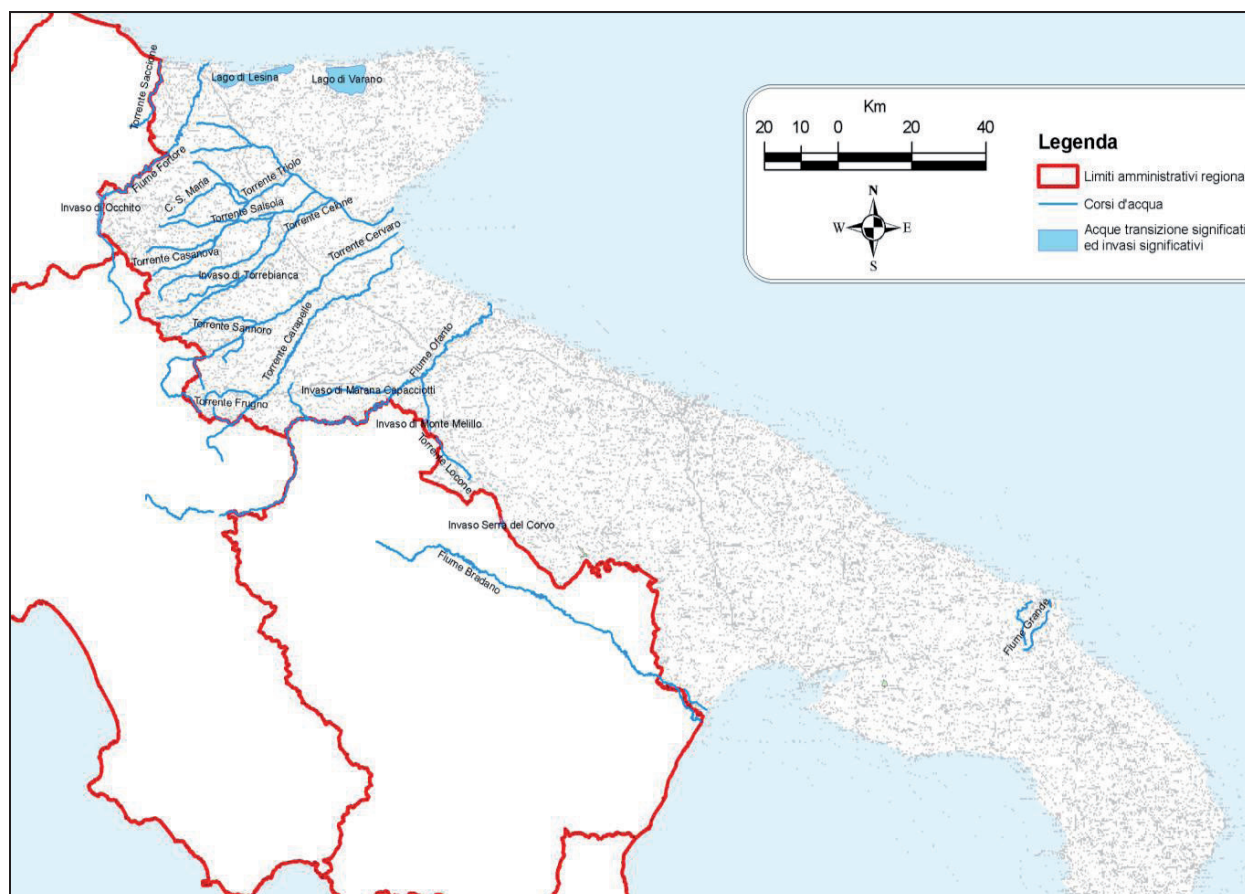 Torrente Saccione
Lago di Lesina
Lago di Varano
Fiume Fortore
Invaso di Occhito
C. S. Maria
Torrente Triolo
Torrente Salsola
Torrente Celone
Torrente Casanova
Torrente Cervaro
Invaso di Torrebianca
Torrente Sannoro
Torrente Carapelle
Fiume Ofanto
Torrente Frugno
Invaso di Marana Capacciotti
Invaso di Monte Melillo
Torrente Locone
Invaso Serra del Corvo
Fiume Bradano
Fiume Grande
Km
20 10 0 20 40
N
W E
S
Legenda
Limiti amministrativi regiona
Corsi d'acqua
Acque transizione significati
ed invasi significativi